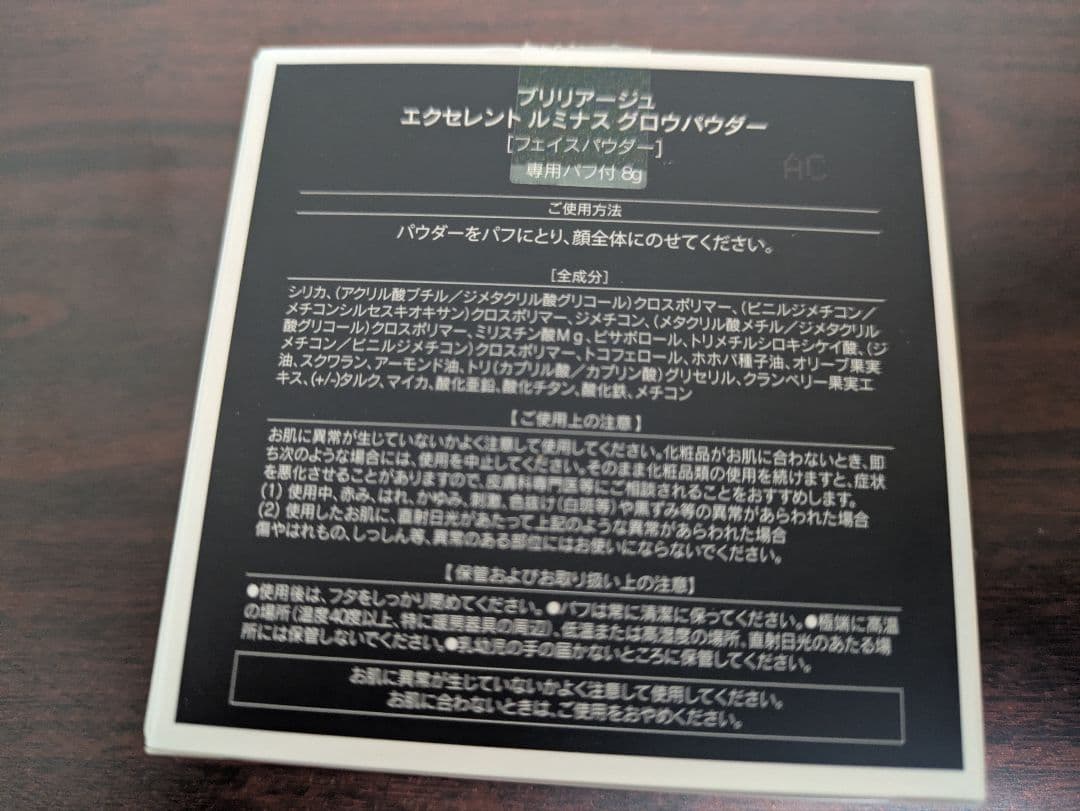 ブリリアージュ
エクセレント ルミナス グロウパウダー
[フェイスパウダー]
専用パフ付 8g
AC
ご使用方法
パウダーをパフにとり、顔全体にのせてください。
[全成分]
シリカ、(アクリル酸ブチル/ジメタクリル酸グリコール)クロスポリマー、(ビニルジメチコン/
メチコンシルセスキオキサン)クロスポリマー、ジメチコン、(メタクリル酸メチル/ジメタクリル
酸グリコール)クロスポリマー、ミリスチン酸Mg、ビサボロール、トリメチルシロキシケイ酸、(ジ
メチコン/ビニルジメチコン)クロスポリマー、トコフェロール、ホホバ種子油、オリーブ果実
油、スクワラン、アーモンド油、トリ(カプリル酸/カプリン酸)グリセリル、クランベリー果実エ
キス、(+/-)タルク、マイカ、酸化亜鉛、酸化チタン、酸化鉄、メチコン
【ご使用上の注意】
お肌に異常が生じていないかよく注意して使用してください。化粧品がお肌に合わないとき、即
ち次のような場合には、使用を中止してください。そのまま化粧品類の使用を続けますと、症状
を悪化させることがありますので、皮膚科専門医等にご相談されることをおすすめします。
(1) 使用中、赤み、はれ、かゆみ、刺激、色抜け(白斑等)や黒ずみ等の異常があらわれた場合
(2) 使用したお肌に、直射日光があたって上記のような異常があらわれた場合
傷やはれもの、しっしん等、異常のある部位にはお使いにならないでください。
【保管およびお取り扱い上の注意】
●使用後は、フタをしっかり閉めてください。●パフは常に清潔に保ってください。●極端に高温
の場所(温度40度以上、特に暖房器具の周辺)、低温または高湿度の場所、直射日光のあたる場
所には保管しないでください。●乳幼児の手の届かないところに保管してください。
お肌に異常が生じていないかよく注意して使用してください。
お肌に合わないときは、ご使用をおやめください。